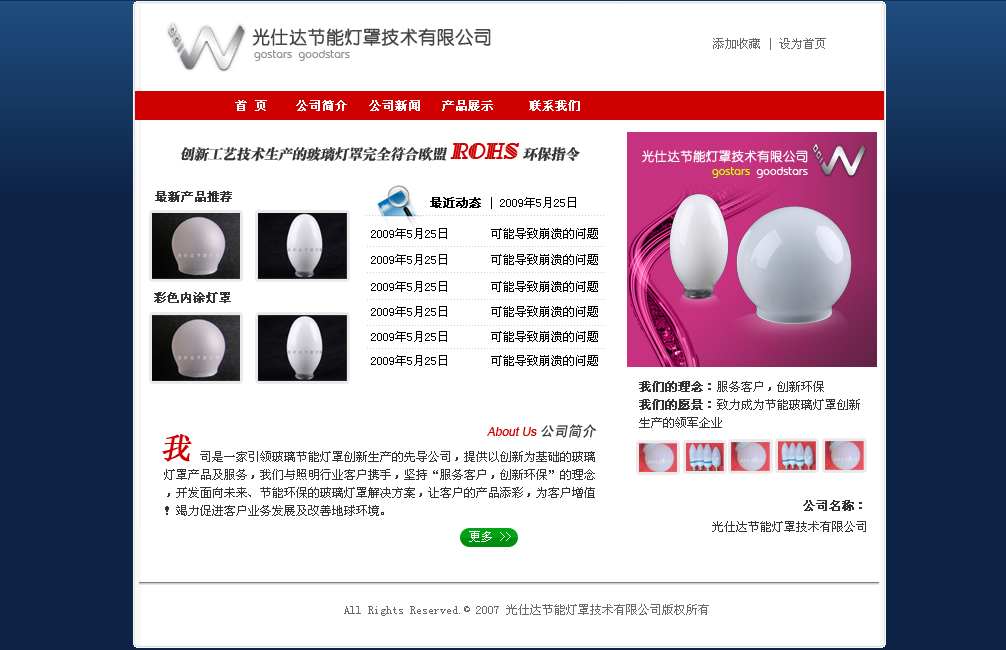 光仕达节能灯罩技术有限公司
gostars goodstars
添加收藏 | 设为首页
首 页 公司简介 公司新闻 产品展示 联系我们
创新工艺技术生产的玻璃灯罩完全符合欧盟 ROHS 环保指令
最新产品推荐
彩色内涂灯罩
最近动态 | 2009年5月25日
2009年5月25日 可能导致崩溃的问题
2009年5月25日 可能导致崩溃的问题
2009年5月25日 可能导致崩溃的问题
2009年5月25日 可能导致崩溃的问题
2009年5月25日 可能导致崩溃的问题
2009年5月25日 可能导致崩溃的问题
光仕达节能灯罩技术有限公司
gostars goodstars
我们的理念：服务客户，创新环保
我们的愿景：致力成为节能玻璃灯罩创新
生产的领军企业
About Us 公司简介
我 司是一家引领玻璃节能灯罩创新生产的先导公司，提供以创新为基础的玻璃
灯罩产品及服务，我们与照明行业客户携手，坚持“服务客户，创新环保”的理念
，开发面向未来、节能环保的玻璃灯罩解决方案，让客户的产品添彩，为客户增值
！竭力促进客户业务发展及改善地球环境。
更多 >>
公司名称：
光仕达节能灯罩技术有限公司
All Rights Reserved.© 2007 光仕达节能灯罩技术有限公司版权所有